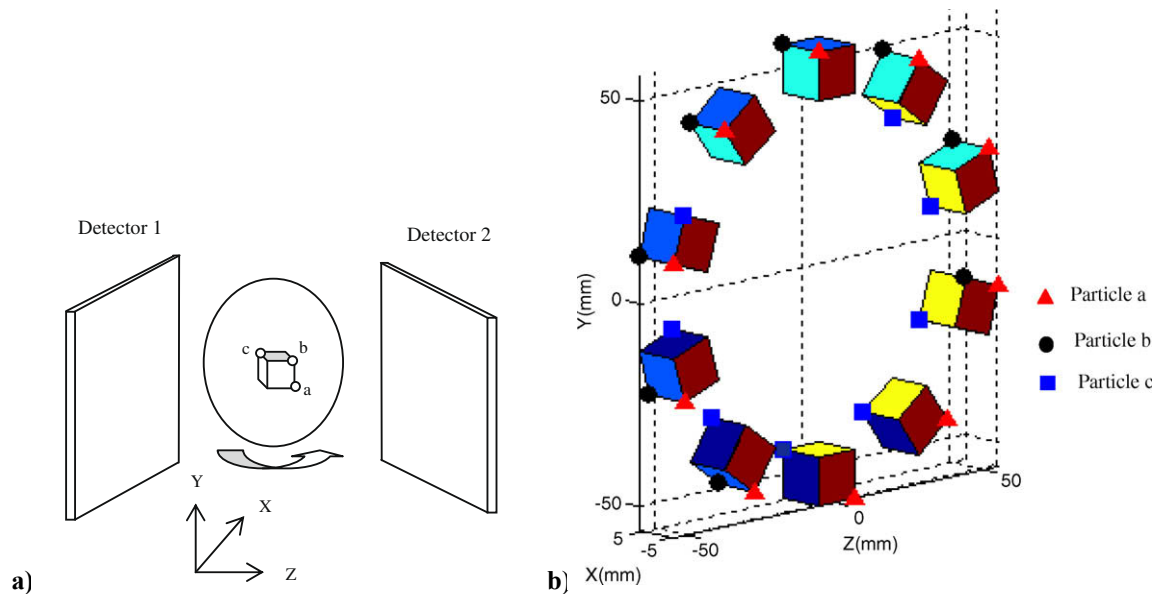 Detector 1
Detector 2
c
b
a
Y
X
Z
a)
50
0
-50
Y(mm)
5
-5
X(mm)
-50
0
50
Z(mm)
b)
Particle a
Particle b
Particle c